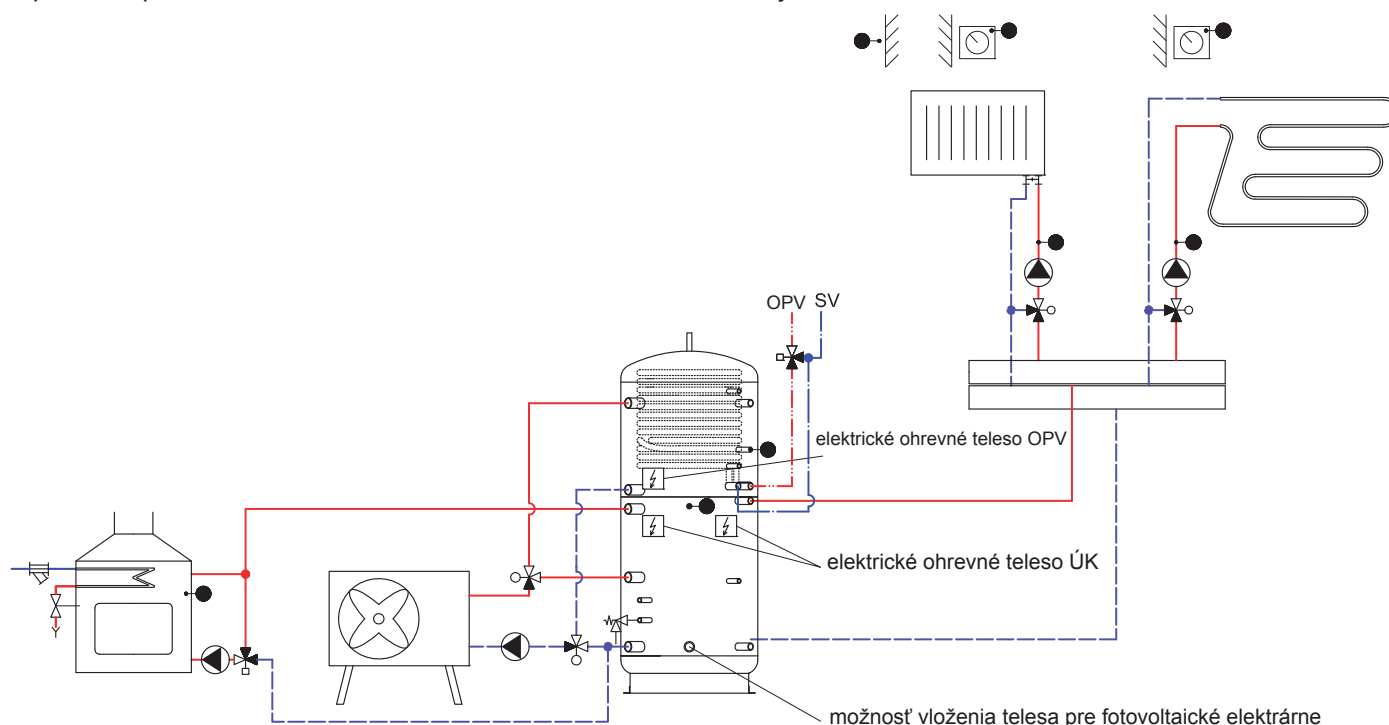 OPV SV
elektrické ohrevné teleso OPV
elektrické ohrevné teleso ÚK
možnosť vloženia telesa pre fotovoltaické elektrárne